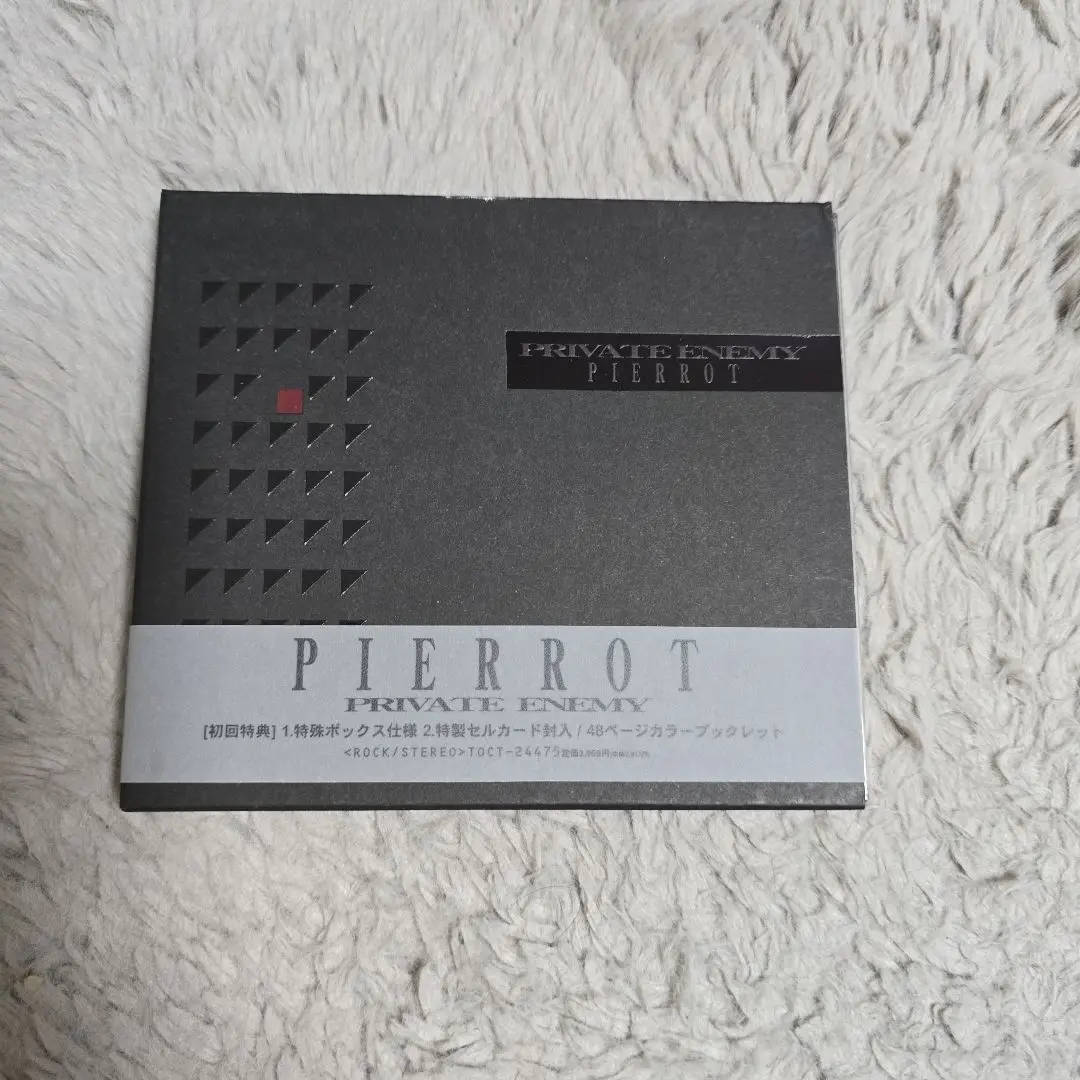 PRIVATE ENEMY
PIERROT
PIERROT
PRIVATE ENEMY
[初回特典] 1.特殊ボックス仕様 2.特製セルカード封入 / 48ページカラーブックレット
<ROCK/STEREO>TOCT-24475 定価